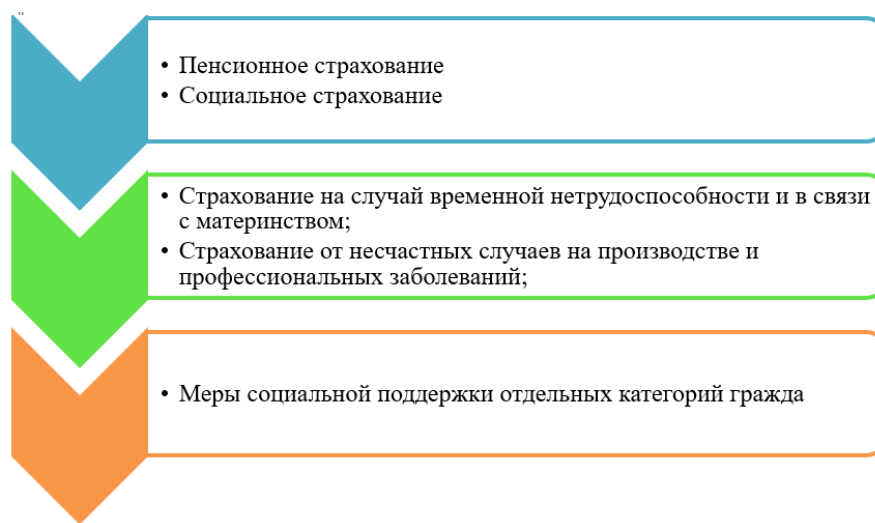 • Пенсионное страхование
• Социальное страхование
• Страхование на случай временной нетрудоспособности и в связи
с материнством;
• Страхование от несчастных случаев на производстве и
профессиональных заболеваний;
• Меры социальной поддержки отдельных категорий гражда